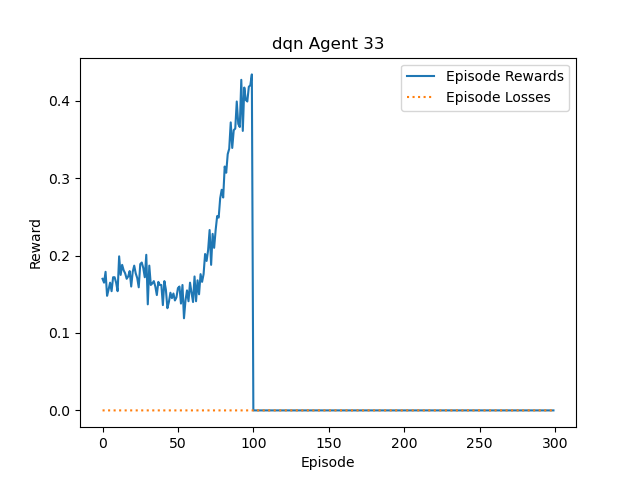 dqn Agent 33
Episode Rewards
Episode Losses
0.4
0.3
0.2
0.1
0.0
Reward
0 50 100 150 200 250 300
Episode